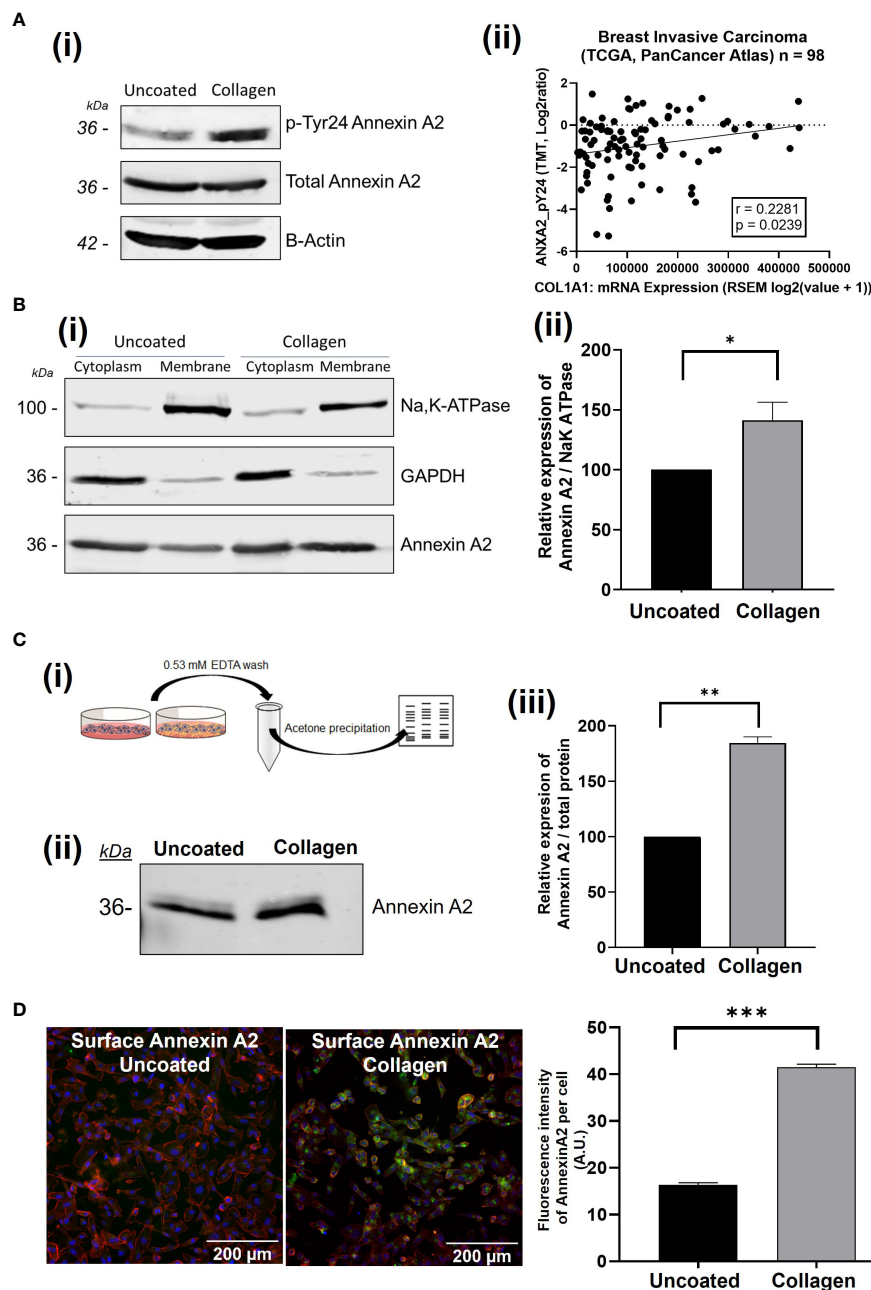 A
(i)
Uncoated Collagen
kDa
36 - p-Tyr24 Annexin A2
36 - Total Annexin A2
42 - B-Actin
(ii)
Breast Invasive Carcinoma
(TCGA, PanCancer Atlas) n = 98
ANXA2_pY24 (TMT, Log2ratio)
2
0
-2
-4
-6
r = 0.2281
p = 0.0239
0 100000 200000 300000 400000 500000
COL1A1: mRNA Expression (RSEM log2(value + 1))
B
(i)
Uncoated Collagen
Cytoplasm Membrane Cytoplasm Membrane
kDa
100 - Na,K-ATPase
36 - GAPDH
36 - Annexin A2
(ii)
Relative expression of
Annexin A2 / NaK ATPase
200
150
100
50
0
*
Uncoated Collagen
C
(i)
0.53 mM EDTA wash
Acetone precipitation
(ii)
kDa
Uncoated Collagen
36- Annexin A2
(iii)
Relative expresion of
Annexin A2 / total protein
200
150
100
50
0
**
Uncoated Collagen
D
Surface Annexin A2
Uncoated
200 µm
Surface Annexin A2
Collagen
200 µm
Fluorescence intensity
of AnnexinA2 per cell
(A.U.)
50
40
30
20
10
0
***
Uncoated Collagen